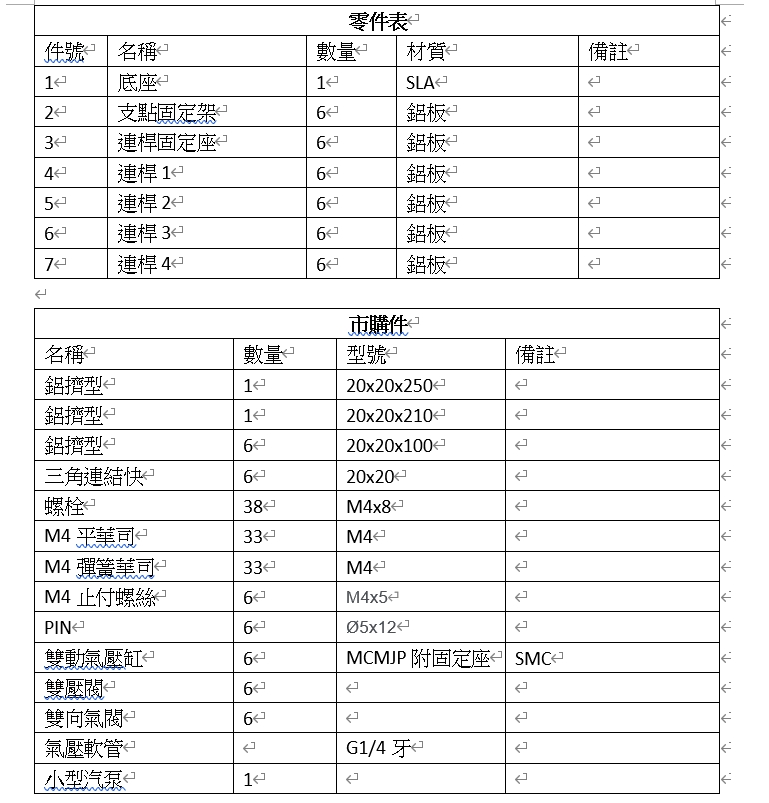 零件表
件號 名稱 數量 材質 備註
1 底座 1 SLA
2 支點固定架 6 鋁板
3 連桿固定座 6 鋁板
4 連桿 1 6 鋁板
5 連桿 2 6 鋁板
6 連桿 3 6 鋁板
7 連桿 4 6 鋁板
市購件
名稱 數量 型號 備註
鋁擠型 1 20x20x250
鋁擠型 1 20x20x210
鋁擠型 6 20x20x100
三角連結快 6 20x20
螺栓 38 M4x8
M4 平華司 33 M4
M4 彈簧華司 33 M4
M4 止付螺絲 6 M4x5
PIN 6 Ø5x12
雙動氣壓缸 6 MCMJP 附固定座 SMC
雙壓閥 6
雙向氣閥 6
氣壓軟管 G1/4 牙
小型汽泵 1